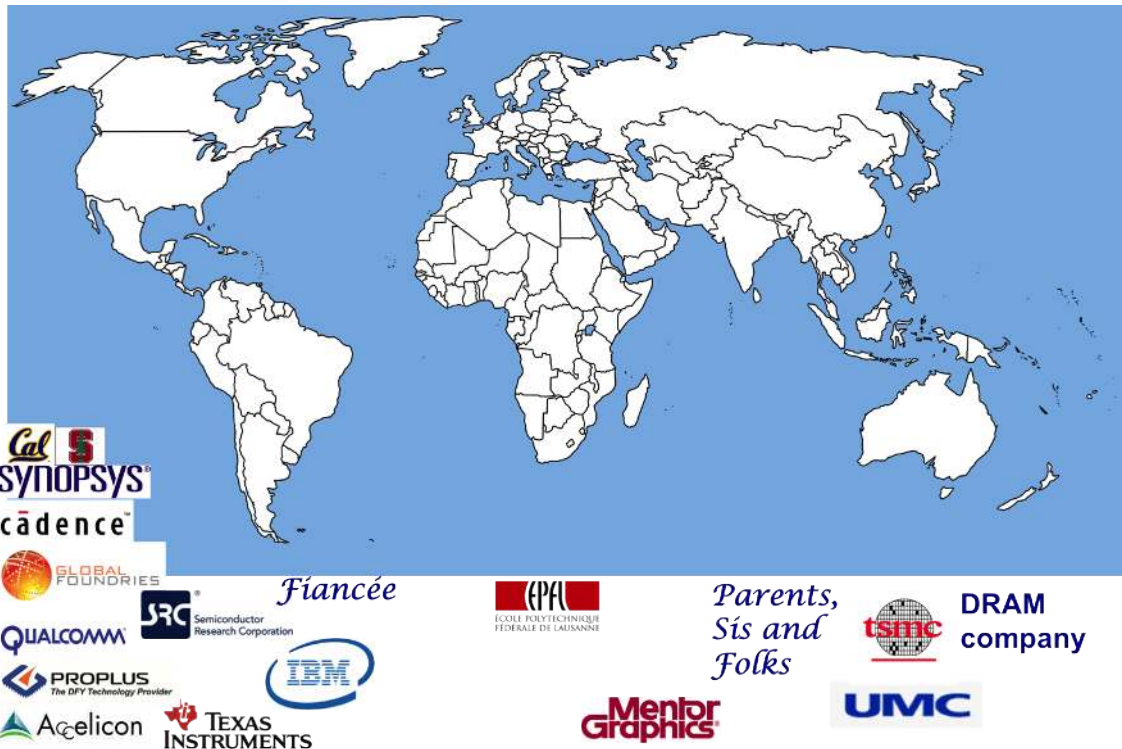 Cal
S
SYNOPSYS®
cādence™
GLOBAL
FOUNDRIES
Fiancée
EPFL
ÉCOLE POLYTECHNIQUE
FÉDÉRALE DE LAUSANNE
Parents,
Sis and
Folks
tsmc
DRAM
company
SRC®
Semiconductor
Research Corporation
QUALCOMM®
IBM
PROPLUS
The DFY Technology Provider
Mentor
Graphics®
UMC
Accelicon
TEXAS
INSTRUMENTS